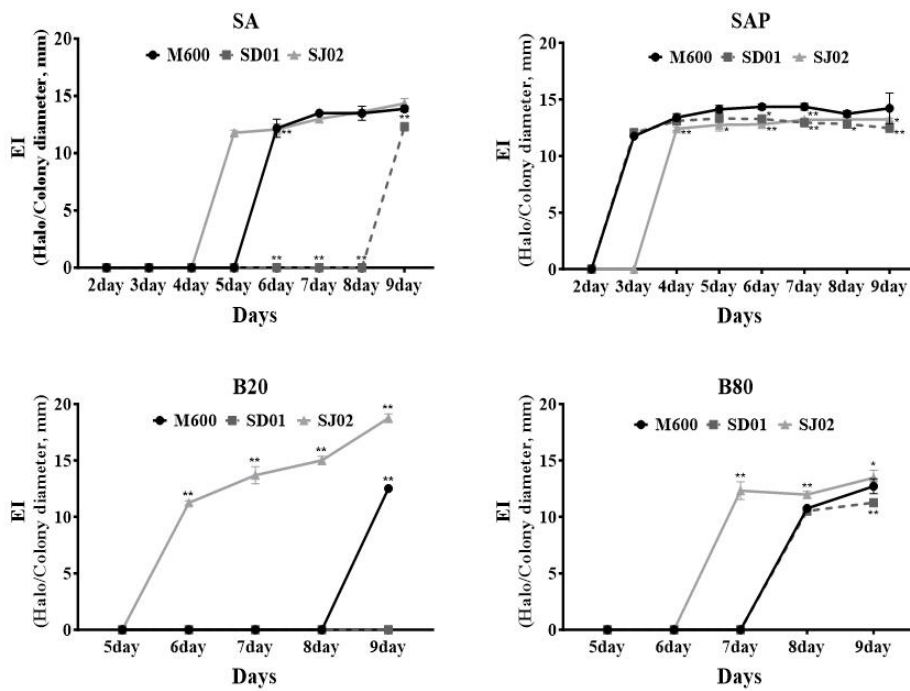 SA
M600 SD01 SJ02
EI
(Halo/Colony diameter, mm)
20
15
10
5
0
** ** ** ** **
2day 3day 4day 5day 6day 7day 8day 9day
Days
SAP
M600 SD01 SJ02
EI
(Halo/Colony diameter, mm)
20
15
10
5
0
** * * ** ** ** * * **
2day 3day 4day 5day 6day 7day 8day 9day
Days
B20
M600 SD01 SJ02
EI
(Halo/Colony diameter, mm)
20
15
10
5
0
** ** ** ** **
5day 6day 7day 8day 9day
Days
B80
M600 SD01 SJ02
EI
(Halo/Colony diameter, mm)
20
15
10
5
0
** ** * **
5day 6day 7day 8day 9day
Days